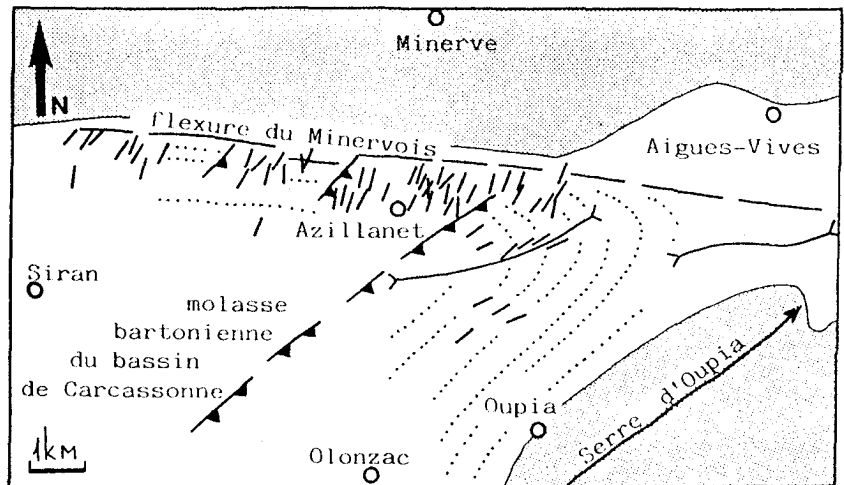 Minerve
N
flexure du Minervois
Aigues-Vives
Azillanet
Siran
molasse
bartonienne
du bassin
de Carcassonne
Oupia
Serre d'Oupia
Olonzac
1KM